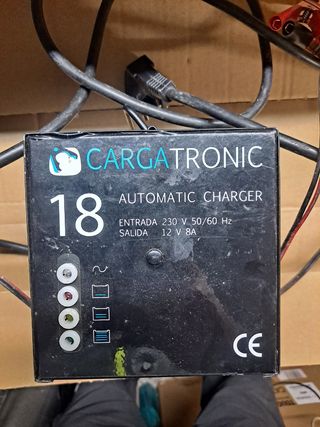 CARGATRONIC
18
AUTOMATIC CHARGER
ENTRADA 230 V 50/60 Hz
SALIDA 12 V 8A
CE